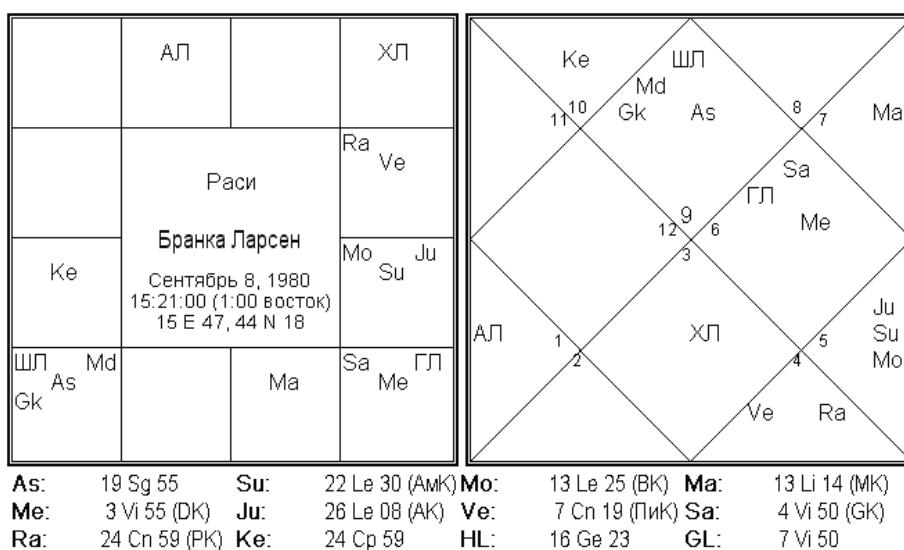 АЛ ХЛ
Ra
Ve
Раси
Бранка Ларсен
Сентябрь 8, 1980
15:21:00 (1:00 восток)
15 E 47, 44 N 18
Ke
Mo Ju
Su
ШЛ Md
As
Gk
Ma
Sa ГЛ
Me
Ke ШЛ
Md
Gk As
10 8
11 7
Ma
Sa
ГЛ
Me
9
12 6
3
АЛ 1 ХЛ 5
2 4
Ju
Su
Mo
Ve Ra
As: 19 Sg 55 Su: 22 Le 30 (АмК) Mo: 13 Le 25 (BK) Ma: 13 Li 14 (MK)
Me: 3 Vi 55 (DK) Ju: 26 Le 08 (AK) Ve: 7 Cn 19 (ПиК) Sa: 4 Vi 50 (GK)
Ra: 24 Cn 59 (PK) Ke: 24 Cp 59 HL: 16 Ge 23 GL: 7 Vi 50